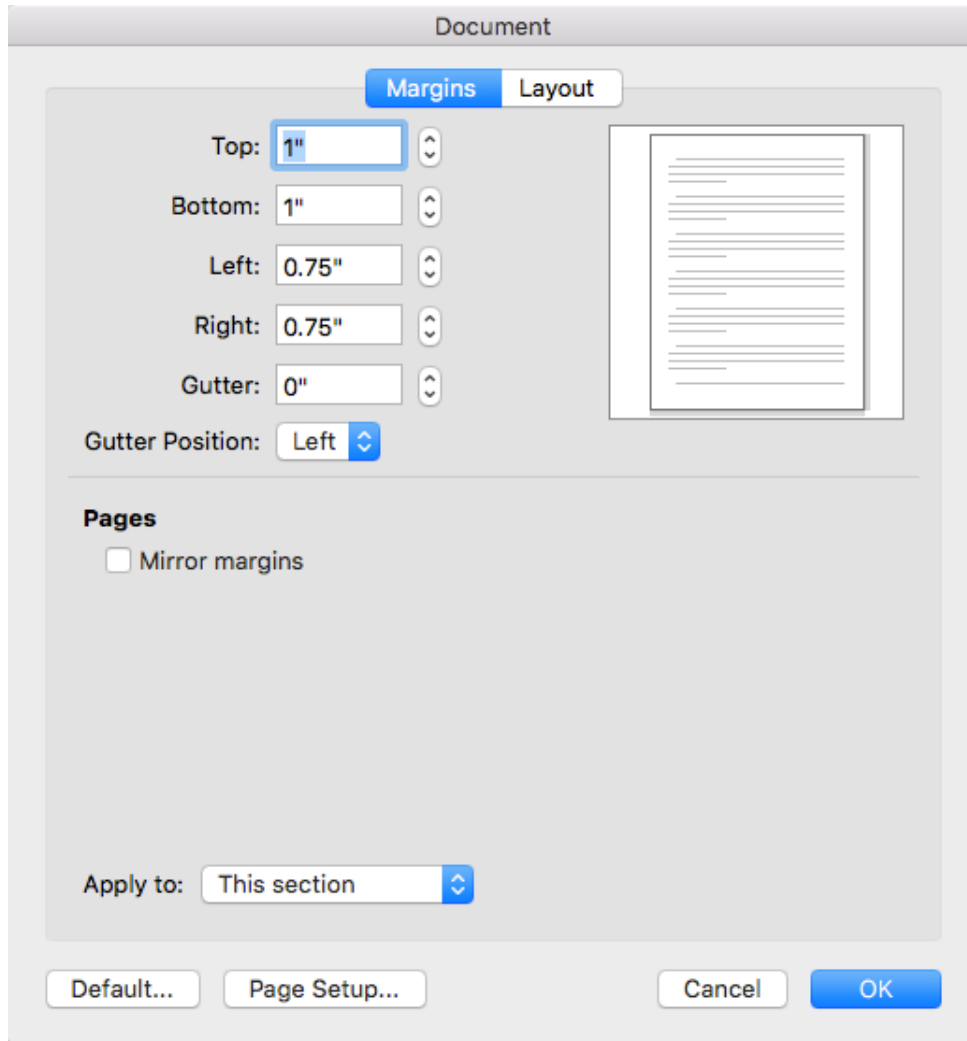 Document
Margins Layout
Top: 1"
Bottom: 1"
Left: 0.75"
Right: 0.75"
Gutter: 0"
Gutter Position: Left
Pages
Mirror margins
Apply to: This section
Default... Page Setup... Cancel OK